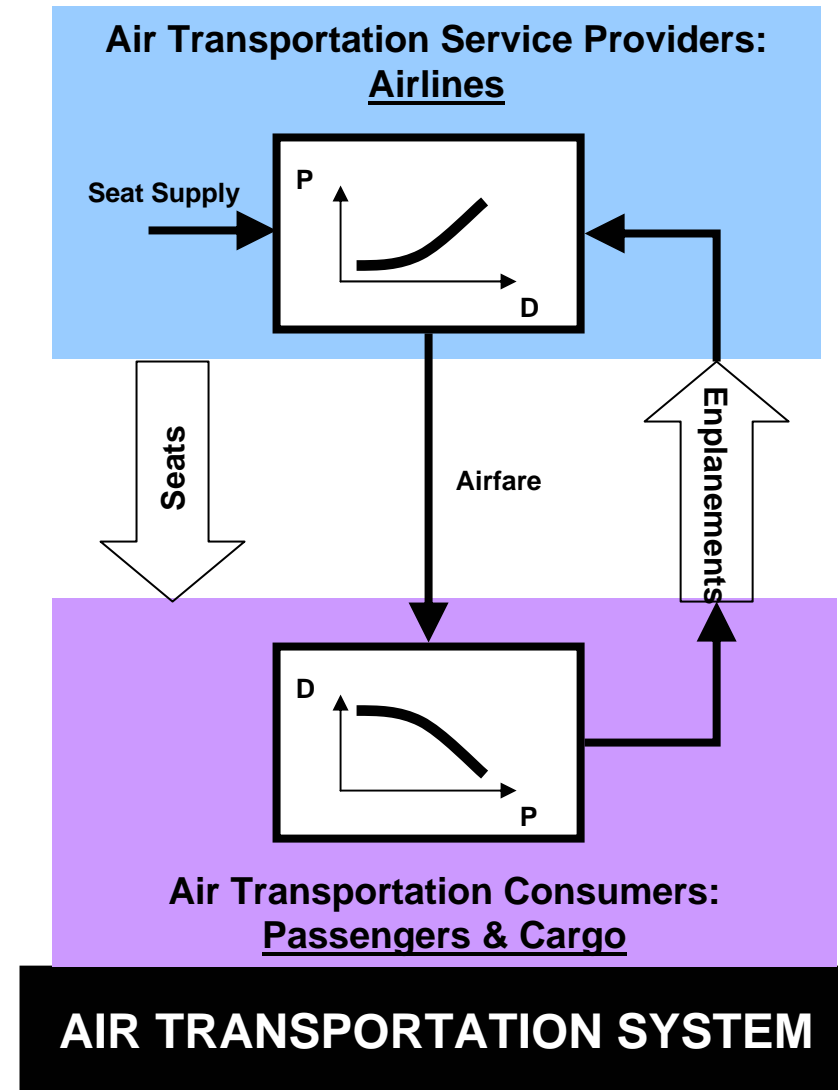 Air Transportation Service Providers:
Airlines
Seat Supply
P
D
Seats
Airfare
Enplanements
D
P
Air Transportation Consumers:
Passengers & Cargo
AIR TRANSPORTATION SYSTEM